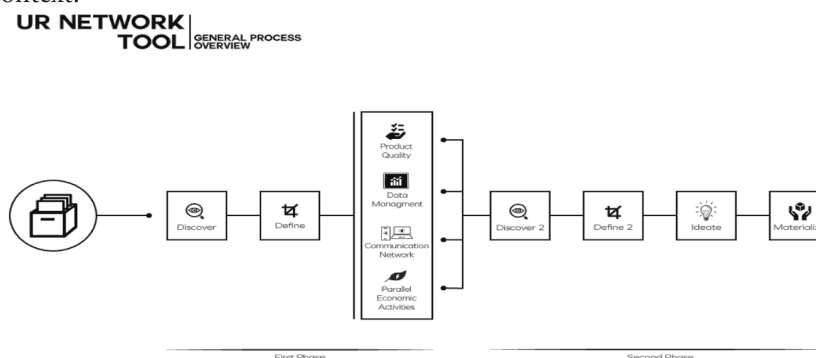 UR NETWORK
TOOL
GENERAL PROCESS
OVERVIEW
Product
Quality
Data
Managment
Communication
Network
Parallel
Economic
Activities
Discover
Define
Discover 2
Define 2
Ideate
First Phase
Second Phase